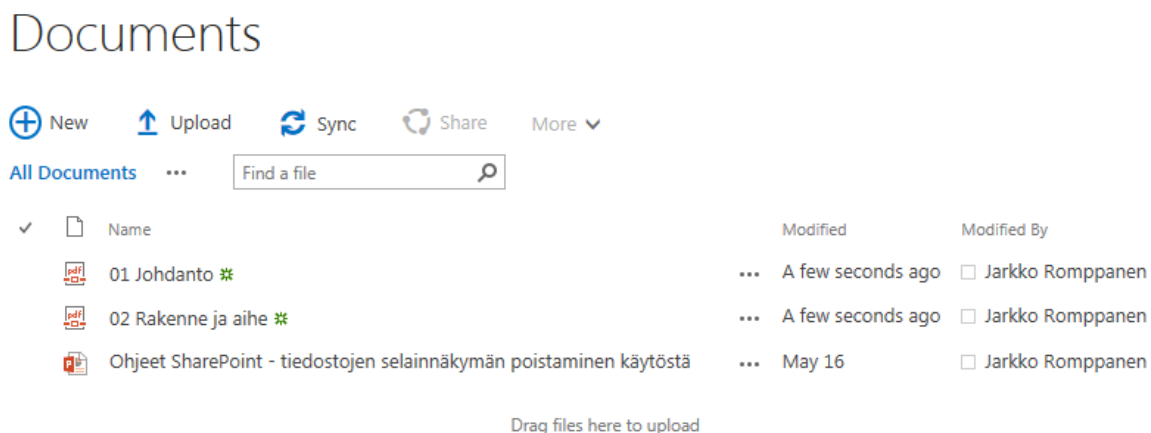 Documents
New Upload Sync Share More
All Documents ... Find a file
Name Modified Modified By
pdf 01 Johdanto ... A few seconds ago Jarkko Romppanen
pdf 02 Rakenne ja aihe ... A few seconds ago Jarkko Romppanen
P Ohjeet SharePoint - tiedostojen selainnäkymän poistaminen käytöstä ... May 16 Jarkko Romppanen
Drag files here to upload